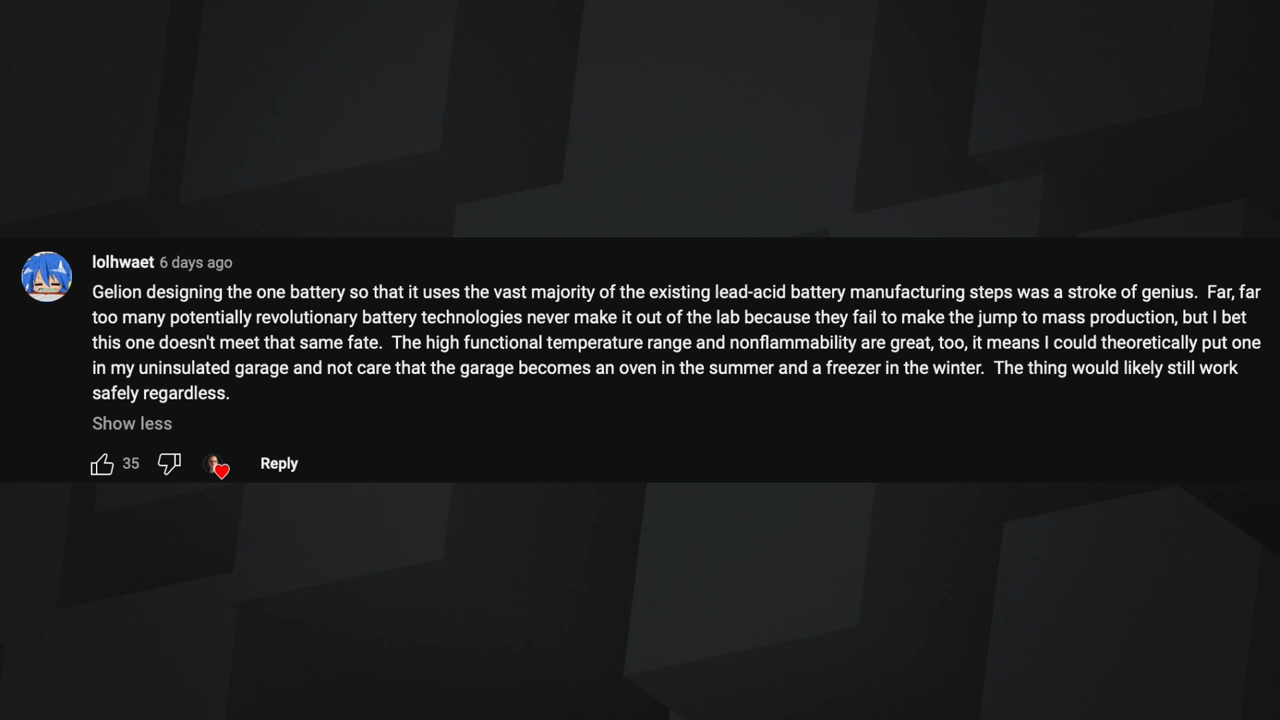 lolhwaet 6 days ago
Gelion designing the one battery so that it uses the vast majority of the existing lead-acid battery manufacturing steps was a stroke of genius.  Far, far
too many potentially revolutionary battery technologies never make it out of the lab because they fail to make the jump to mass production, but I bet
this one doesn't meet that same fate.  The high functional temperature range and nonflammability are great, too, it means I could theoretically put one
in my uninsulated garage and not care that the garage becomes an oven in the summer and a freezer in the winter.  The thing would likely still work
safely regardless.
Show less
35 Reply